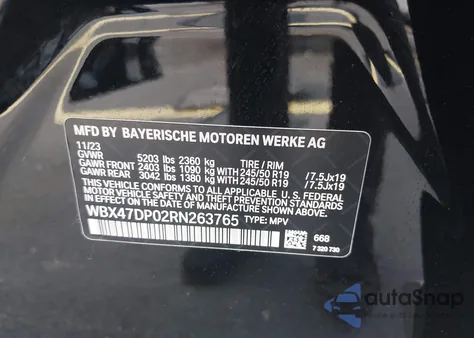 MFD BY BAYERISCHE MOTOREN WERKE AG
11/23
GVWR 5203 lbs 2360 kg TIRE / RIM
GAWR FRONT 2403 lbs 1090 kg WITH 245/50 R19 /7.5Jx19
GAWR REAR 3042 lbs 1380 kg WITH 245/50 R19 /7.5Jx19
THIS VEHICLE CONFORMS TO ALL APPLICABLE U.S. FEDERAL
MOTOR VEHICLE SAFETY AND THEFT PREVENTION
STANDARDS IN EFFECT ON THE DATE OF
MANUFACTURE SHOWN ABOVE.
WBX47DP02RN263765 TYPE: MPV
668
7 320 730
autoSnap